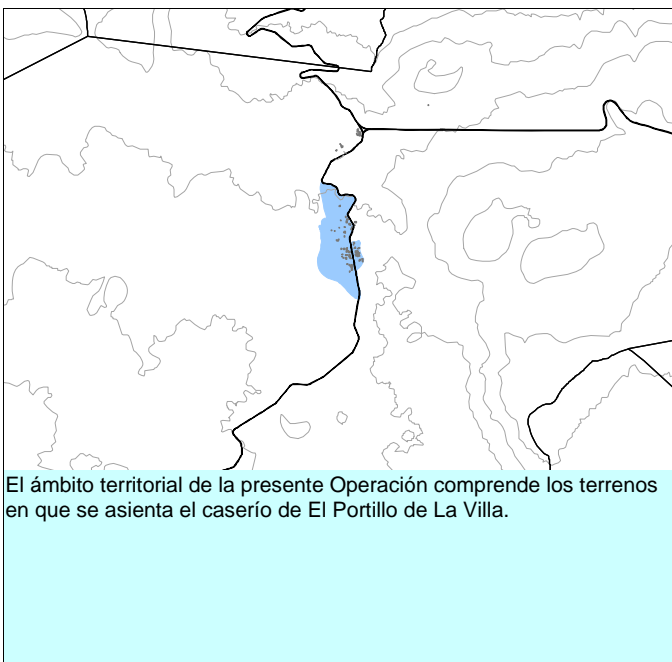 El ámbito territorial de la presente Operación comprende los terrenos
en que se asienta el caserío de El Portillo de La Villa.